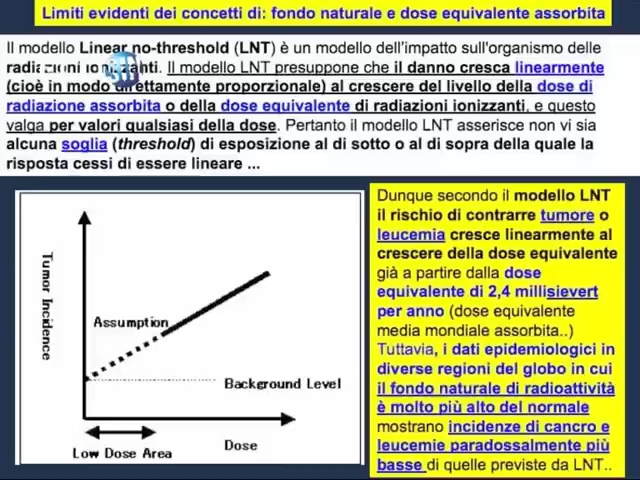 Limiti evidenti dei concetti di: fondo naturale e dose equivalente assorbita
Il modello Linear no-threshold (LNT) è un modello dell'impatto sull'organismo delle
radiazioni ionizzanti. Il modello LNT presuppone che il danno cresca linearmente
(cioè in modo direttamente proporzionale) al crescere del livello della dose di
radiazione assorbita o della dose equivalente di radiazioni ionizzanti, e questo
valga per valori qualsiasi della dose. Pertanto il modello LNT asserisce non vi sia
alcuna soglia (threshold) di esposizione al di sotto o al di sopra della quale la
risposta cessi di essere lineare ...
Tumor Incidence
Assumption
Background Level
Low Dose Area
Dose
Dunque secondo il modello LNT
il rischio di contrarre tumore o
leucemia cresce linearmente al
crescere della dose equivalente
già a partire dalla dose
equivalente di 2,4 millisievert
per anno (dose equivalente
media mondiale assorbita..)
Tuttavia, i dati epidemiologici in
diverse regioni del globo in cui
il fondo naturale di radioattività
è molto più alto del normale
mostrano incidenze di cancro e
leucemie paradossalmente più
basse di quelle previste da LNT..